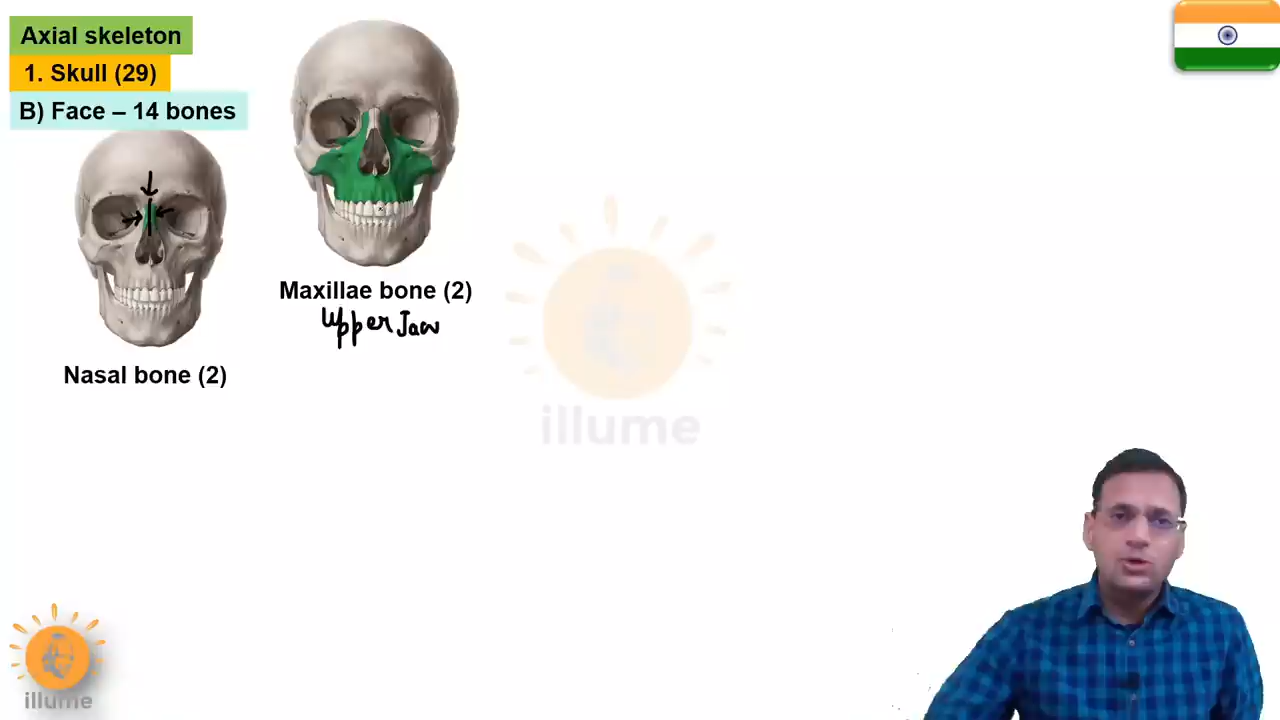 Axial skeleton
1. Skull (29)
B) Face – 14 bones
Maxillae bone (2)
Upper Jaw
Nasal bone (2)
illume
illume